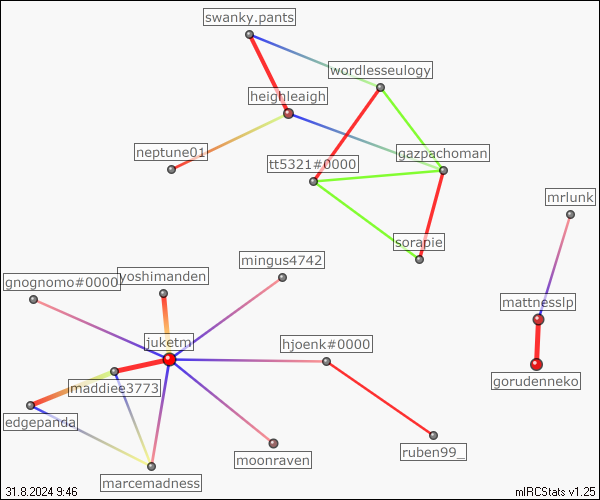 swanky.pants
wordlesseulogy
heighleaigh
neptune01
tt5321#0000
gazpachoman
mrlunk
sorapie
mingus4742
gnognomo#0000
yoshimanden
mattnesslp
juketm
hjoenk#0000
maddiee3773
gorudenneko
edgepanda
ruben99_
moonraven
marcemadness
31.8.2024 9:46
mIRCStats v1.25